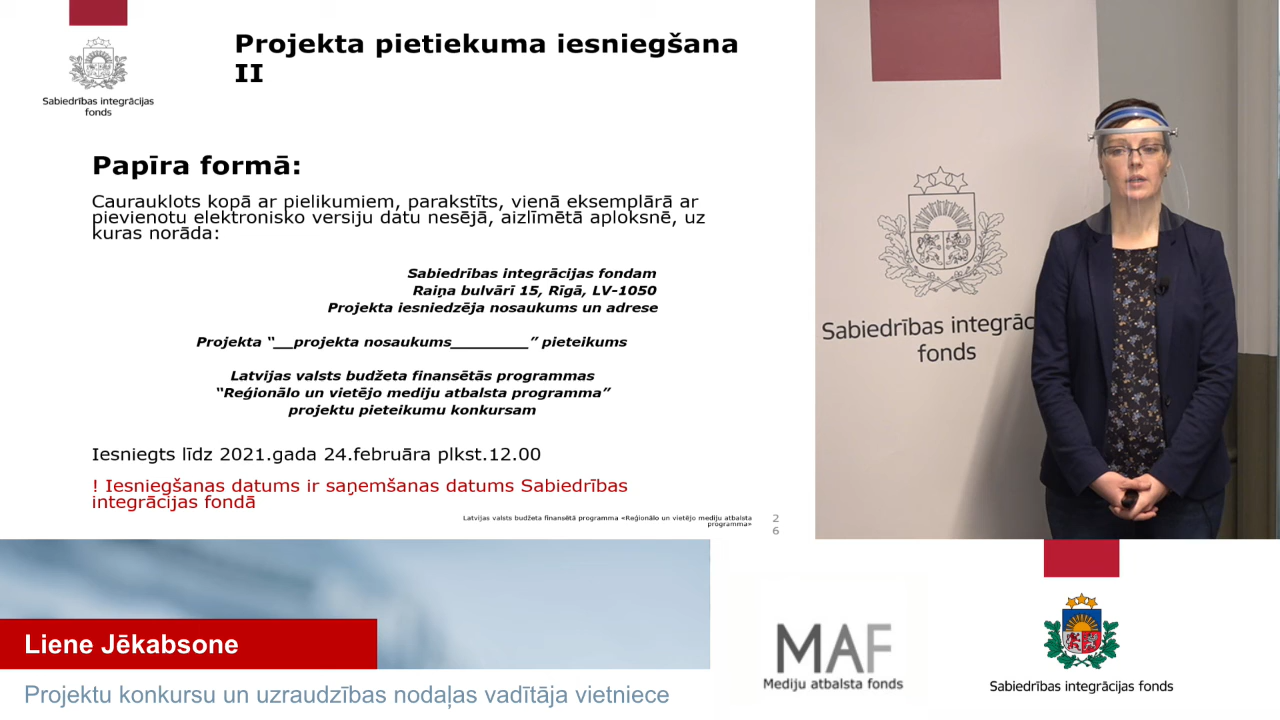 Projekta pietiekuma iesniegšana
II
Sabiedrības integrācijas
fonds
Papīra formā:
Caurauklots kopā ar pielikumiem, parakstīts, vienā eksemplārā ar
pievienotu elektronisko versiju datu nesējā, aizlīmētā aploksnē, uz
kuras norāda:
Sabiedrības integrācijas fondam
Raiņa bulvārī 15, Rīgā, LV-1050
Projekta iesniedzēja nosaukums un adrese
Projekta “__projekta nosaukums_________” pieteikums
Latvijas valsts budžeta finansētās programmas
“Reģionālo un vietējo mediju atbalsta programma”
projektu pieteikumu konkursam
Iesniegts līdz 2021.gada 24.februāra plkst.12.00
! Iesniegšanas datums ir saņemšanas datums Sabiedrības
integrācijas fondā
Latvijas valsts budžeta finansētā programma «Reģionālo un vietējo mediju atbalsta
programma»
2
6
Sabiedrības integrāc
fonds
Liene Jēkabsone
Projektu konkursu un uzraudzības nodaļas vadītāja vietniece
MAF
Mediju atbalsta fonds
Sabiedrības integrācijas fonds